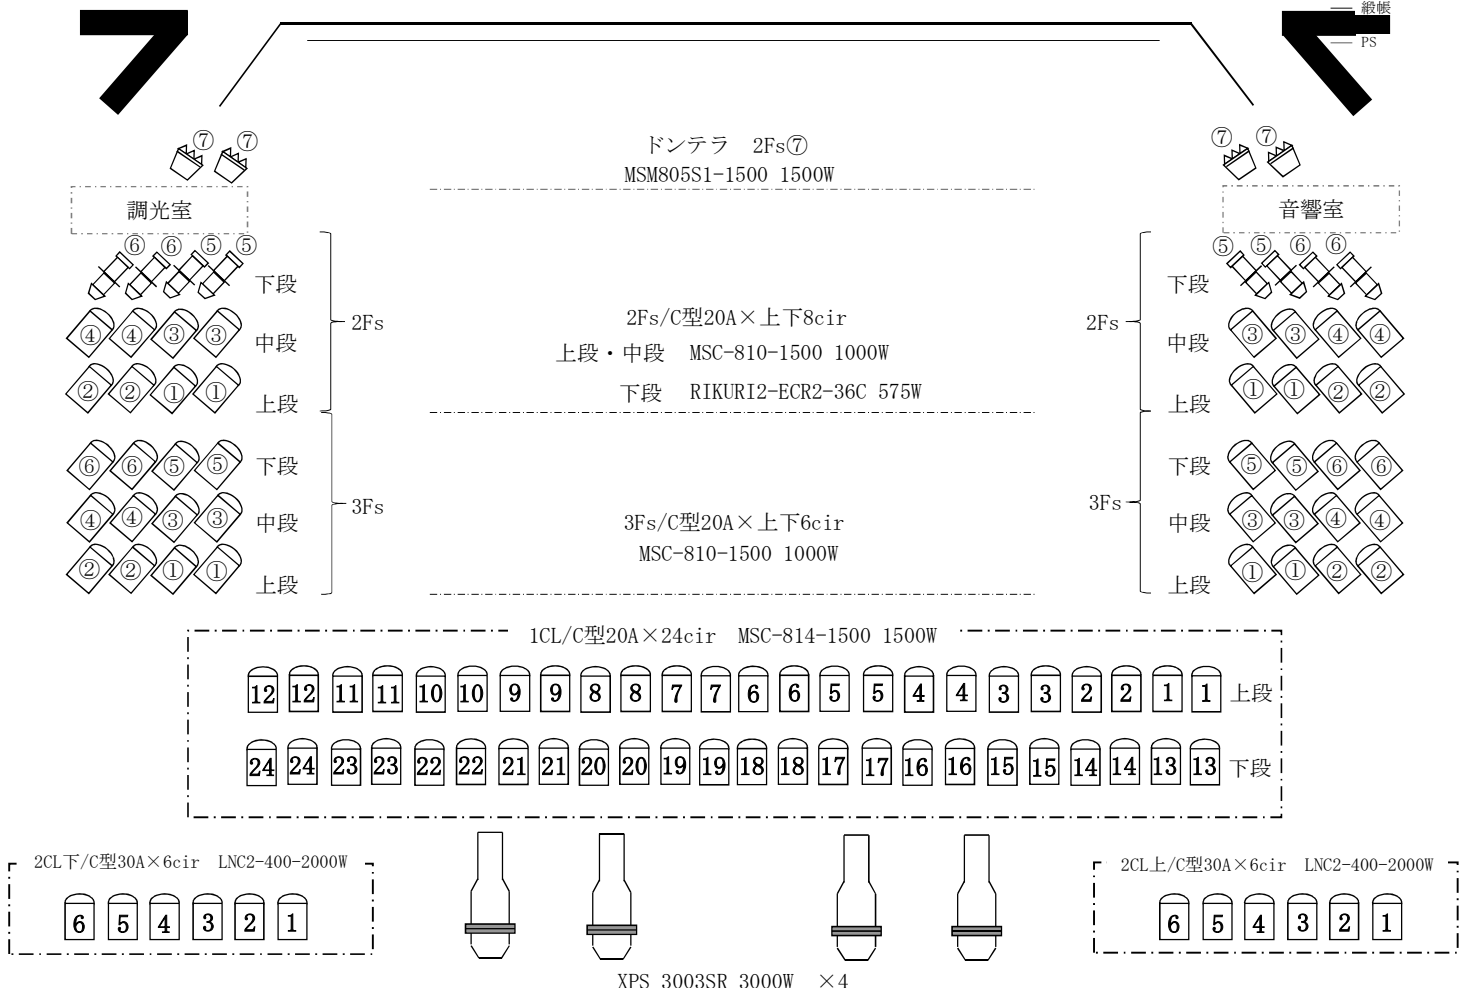 緞帳
PS
⑦ ⑦
ドンテラ 2Fs⑦
⑦ ⑦
MSM805S1-1500 1500W
調光室
音響室
⑥ ⑥ ⑤ ⑤
下段
⑤ ⑤ ⑥ ⑥
下段
④ ④ ③ ③
中段
2Fs
2Fs/C型20A×上下8cir
2Fs
中段
③ ③ ④ ④
上段・中段 MSC-810-1500 1000W
② ② ① ①
上段
下段 RIKURI2-ECR2-36C 575W
上段
① ① ② ②
⑥ ⑥ ⑤ ⑤
下段
下段
⑤ ⑤ ⑥ ⑥
④ ④ ③ ③
中段
3Fs
3Fs/C型20A×上下6cir
3Fs
中段
③ ③ ④ ④
MSC-810-1500 1000W
② ② ① ①
上段
上段
① ① ② ②
1CL/C型20A×24cir MSC-814-1500 1500W
12 12 11 11 10 10 9 9 8 8 7 7 6 6 5 5 4 4 3 3 2 2 1 1 上段
24 24 23 23 22 22 21 21 20 20 19 19 18 18 17 17 16 16 15 15 14 14 13 13 下段
2CL下/C型30A×6cir LNC2-400-2000W
6 5 4 3 2 1
2CL上/C型30A×6cir LNC2-400-2000W
6 5 4 3 2 1
XPS 3003SR 3000W ×4